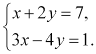 x + 2y = 7,
3x − 4y = 1.